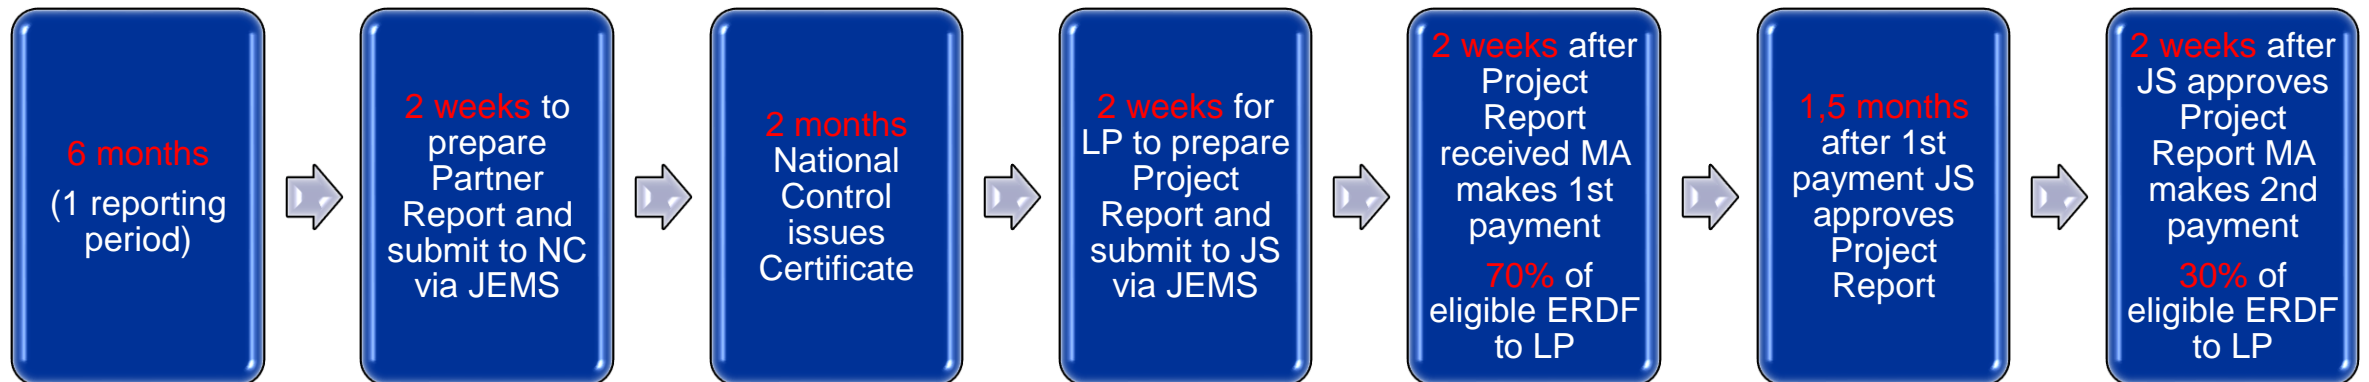 6 months
(1 reporting
period)
2 weeks to
prepare
Partner
Report and
submit to NC
via JEMS
2 months
National
Control
issues
Certificate
2 weeks for
LP to prepare
Project
Report and
submit to JS
via JEMS
2 weeks after
Project
Report
received MA
makes 1st
payment
70% of
eligible ERDF
to LP
1,5 months
after 1st
payment JS
approves
Project
Report
2 weeks after
JS approves
Project
Report MA
makes 2nd
payment
30% of
eligible ERDF
to LP